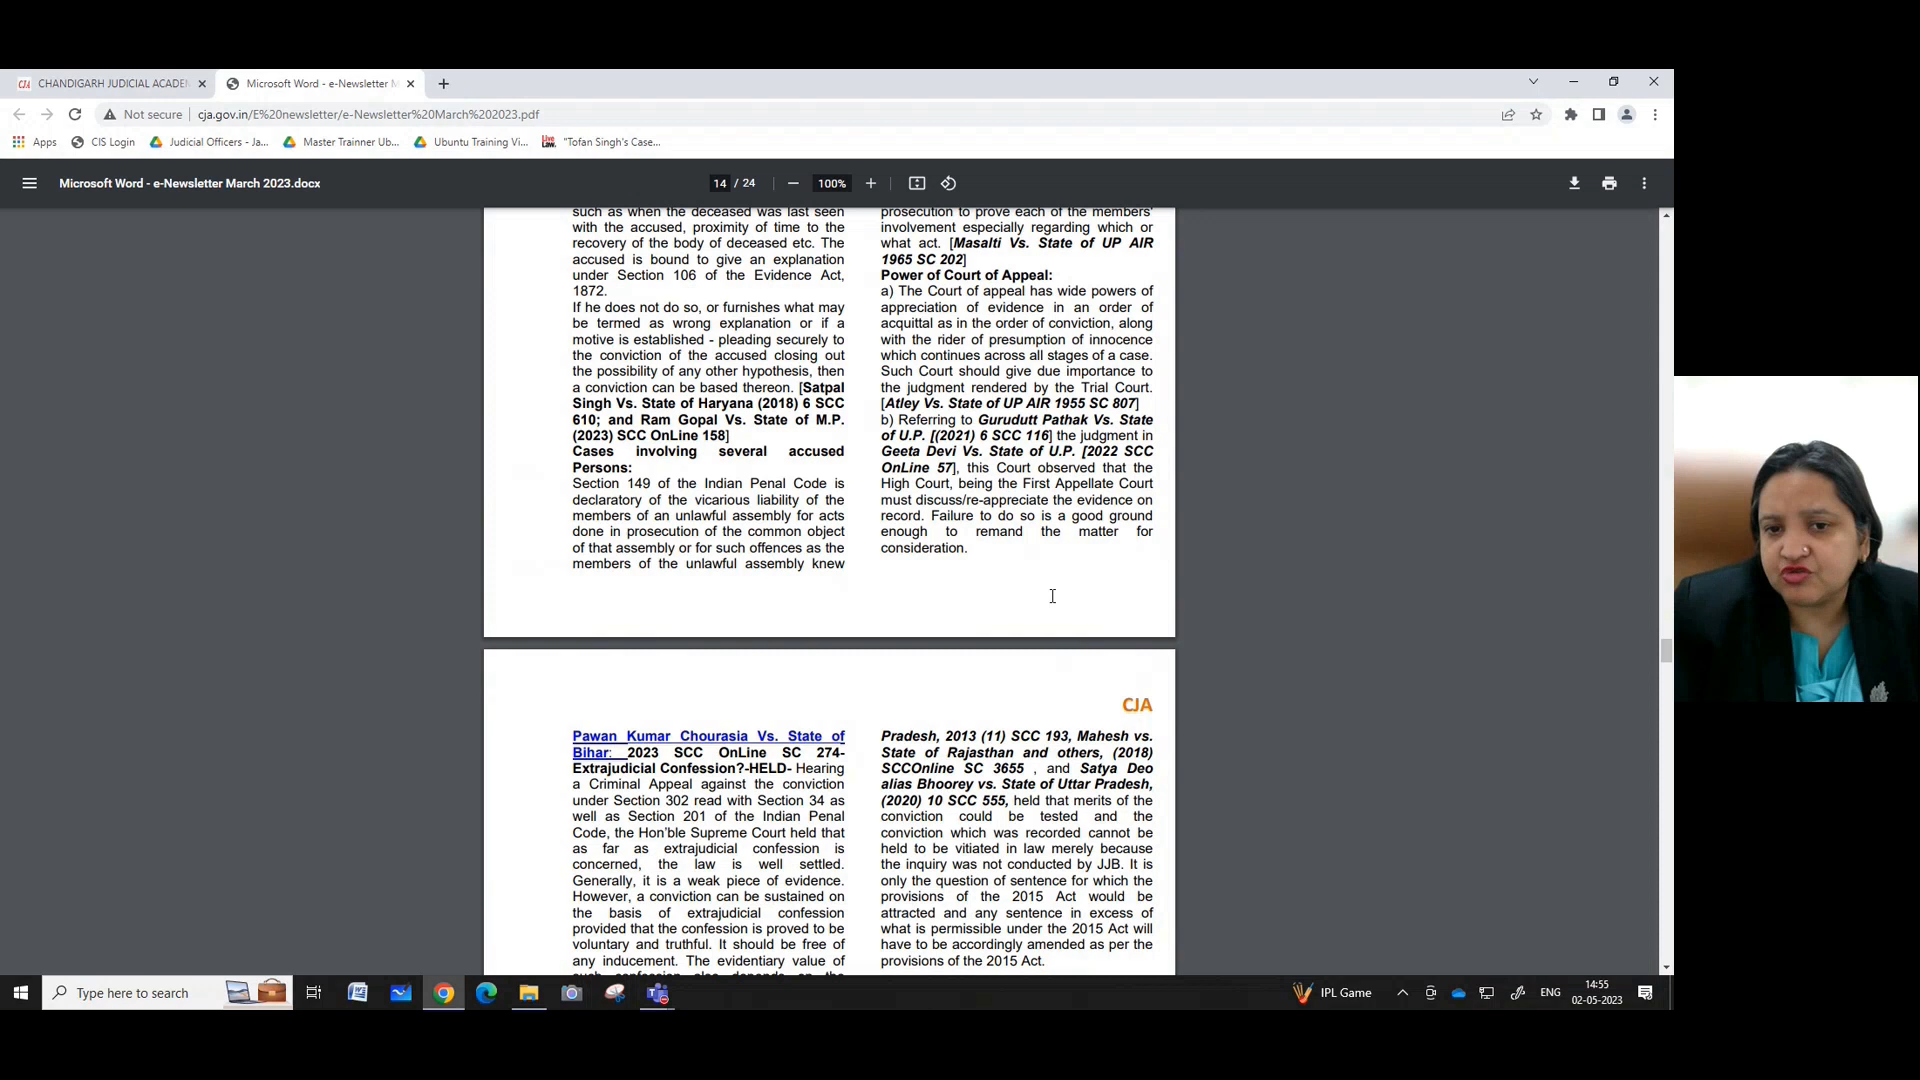 CJA CHANDIGARH JUDICIAL ACADEM
Microsoft Word - e-Newsletter M
Not secure
cja.gov.in/E%20newsletter/e-Newsletter%20March%202023.pdf
Apps
CIS Login
Judicial Officers - Ja...
Master Trainner Ub...
Ubuntu Training Vi...
Live Law.
"Tofan Singh's Case...
Microsoft Word - e-Newsletter March 2023.docx
14 / 24
100%
such as when the deceased was last seen
with the accused, proximity of time to the
recovery of the body of deceased etc. The
accused is bound to give an explanation
under Section 106 of the Evidence Act,
1872.
If he does not do so, or furnishes what may
be termed as wrong explanation or if a
motive is established - pleading securely to
the conviction of the accused closing out
the possibility of any other hypothesis, then
a conviction can be based thereon. [Satpal
Singh Vs. State of Haryana (2018) 6 SCC
610; and Ram Gopal Vs. State of M.P.
(2023) SCC OnLine 158]
Cases involving several accused
Persons:
Section 149 of the Indian Penal Code is
declaratory of the vicarious liability of the
members of an unlawful assembly for acts
done in prosecution of the common object
of that assembly or for such offences as the
members of the unlawful assembly knew
prosecution to prove each of the members'
involvement especially regarding which or
what act. [Masalti Vs. State of UP AIR
1965 SC 202]
Power of Court of Appeal:
a) The Court of appeal has wide powers of
appreciation of evidence in an order of
acquittal as in the order of conviction, along
with the rider of presumption of innocence
which continues across all stages of a case.
Such Court should give due importance to
the judgment rendered by the Trial Court.
[Atley Vs. State of UP AIR 1955 SC 807]
b) Referring to Gurudutt Pathak Vs. State
of U.P. [(2021) 6 SCC 116] the judgment in
Geeta Devi Vs. State of U.P. [2022 SCC
OnLine 57], this Court observed that the
High Court, being the First Appellate Court
must discuss/re-appreciate the evidence on
record. Failure to do so is a good ground
enough to remand the matter for
consideration.
CJA
Pawan Kumar Chourasia Vs. State of
Bihar: 2023 SCC OnLine SC 274-
Extrajudicial Confession?-HELD- Hearing
a Criminal Appeal against the conviction
under Section 302 read with Section 34 as
well as Section 201 of the Indian Penal
Code, the Hon'ble Supreme Court held that
as far as extrajudicial confession is
concerned, the law is well settled.
Generally, it is a weak piece of evidence.
However, a conviction can be sustained on
the basis of extrajudicial confession
provided that the confession is proved to be
voluntary and truthful. It should be free of
any inducement. The evidentiary value of
such confession also depends on the
Pradesh, 2013 (11) SCC 193, Mahesh vs.
State of Rajasthan and others, (2018)
SCCOnline SC 3655 , and Satya Deo
alias Bhoorey vs. State of Uttar Pradesh,
(2020) 10 SCC 555, held that merits of the
conviction could be tested and the
conviction which was recorded cannot be
held to be vitiated in law merely because
the inquiry was not conducted by JJB. It is
only the question of sentence for which the
provisions of the 2015 Act would be
attracted and any sentence in excess of
what is permissible under the 2015 Act will
have to be accordingly amended as per the
provisions of the 2015 Act.
Type here to search
IPL Game
ENG
14:55
02-05-2023